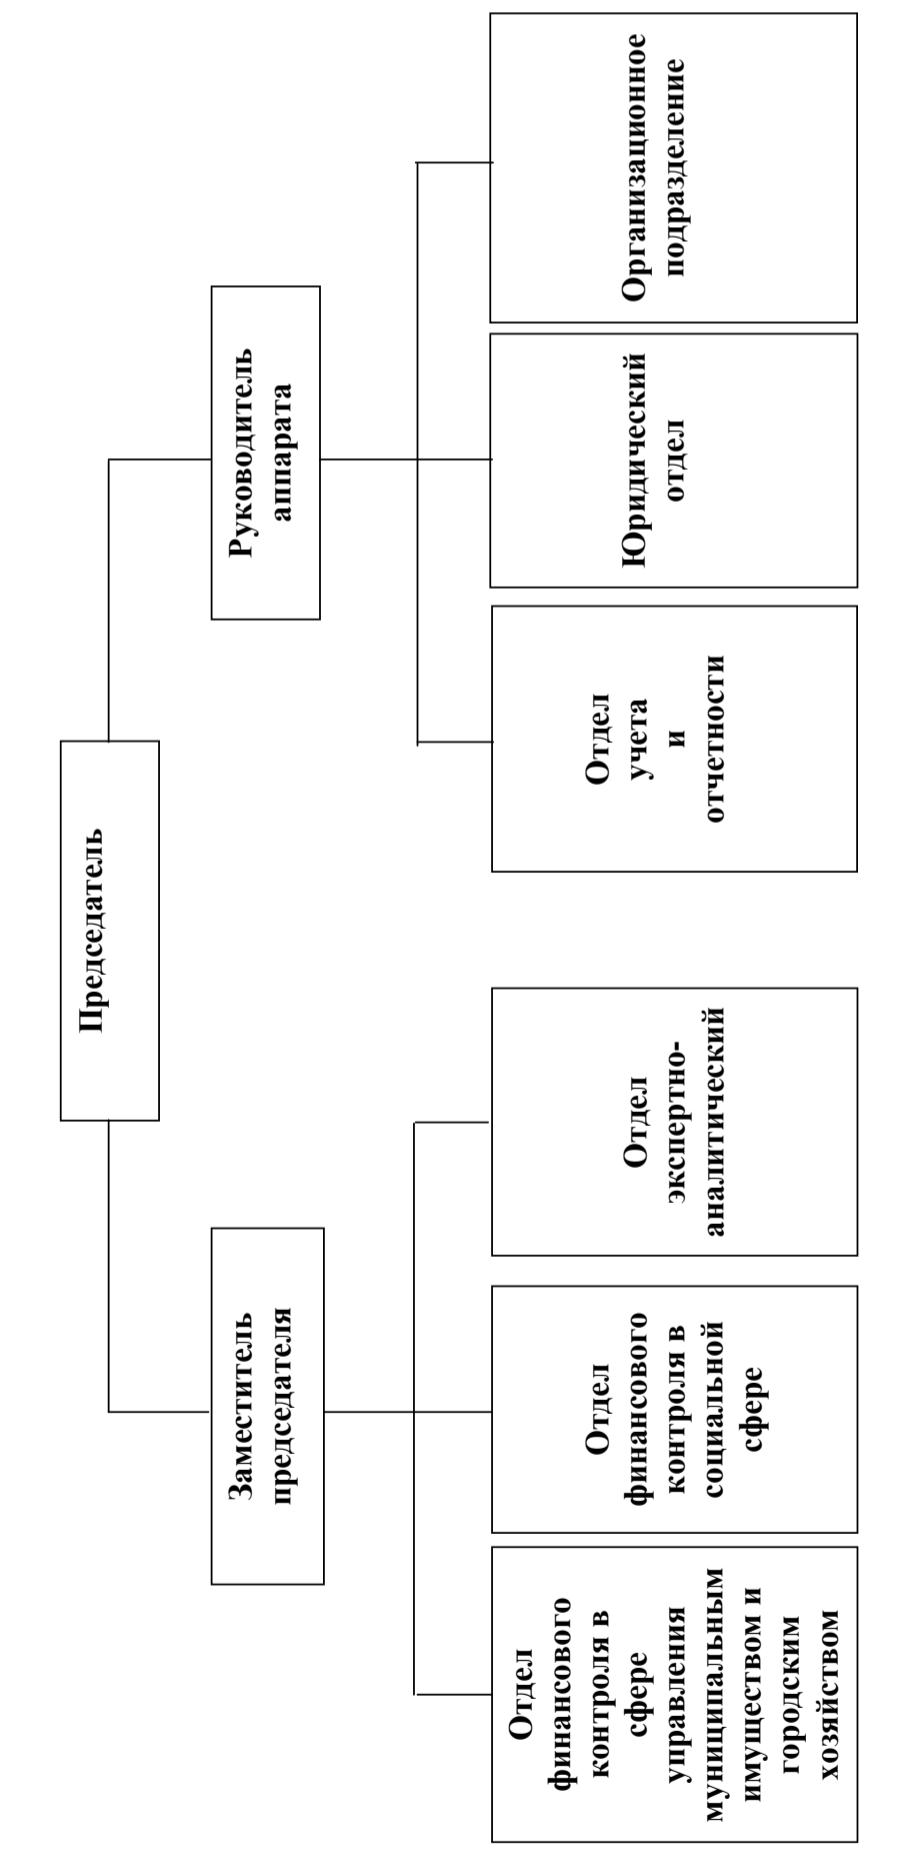 Председатель
Заместитель
председателя
Руководитель
аппарата
Отдел
финансового
контроля в
сфере
управления
муниципальным
имуществом и
городским
хозяйством
Отдел
финансового
контроля в
социальной
сфере
Отдел
экспертно-
аналитический
Отдел
учета
и
отчетности
Юридический
отдел
Организационное
подразделение